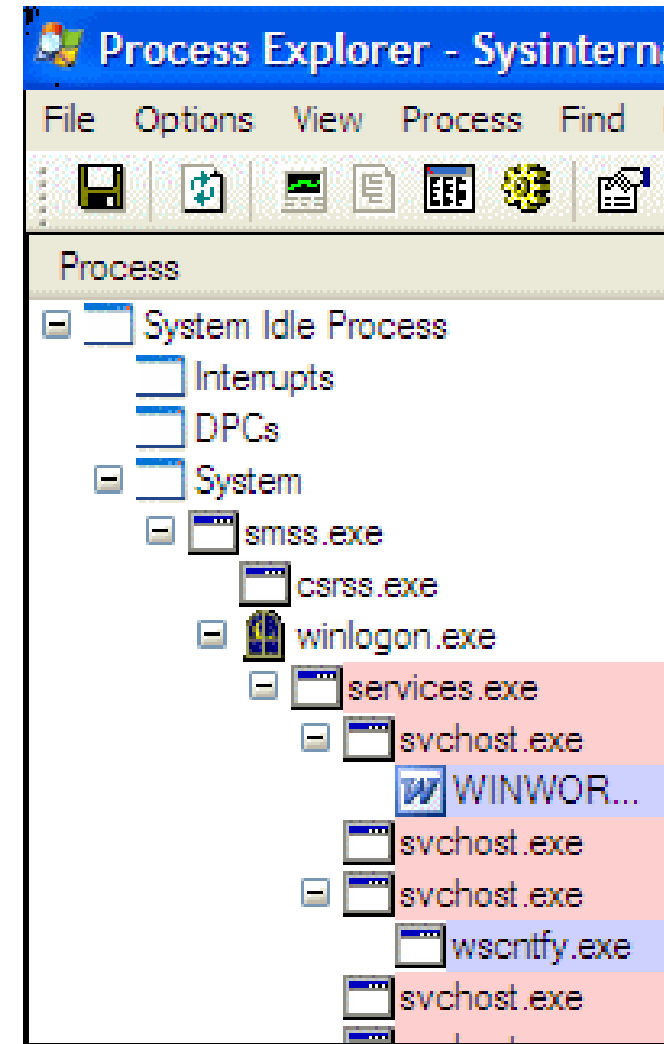 Process Explorer - Sysinterna
File Options View Process Find
Process
System Idle Process
Interrupts
DPCs
System
smss.exe
csrss.exe
winlogon.exe
services.exe
svchost.exe
WINWOR...
svchost.exe
svchost.exe
wscntfy.exe
svchost.exe